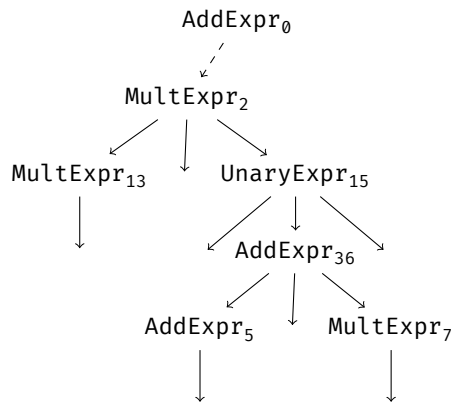 AddExpr₀
MultExpr₂
MultExpr₁₃ UnaryExpr₁₅
AddExpr₃₆
AddExpr₅ MultExpr₇